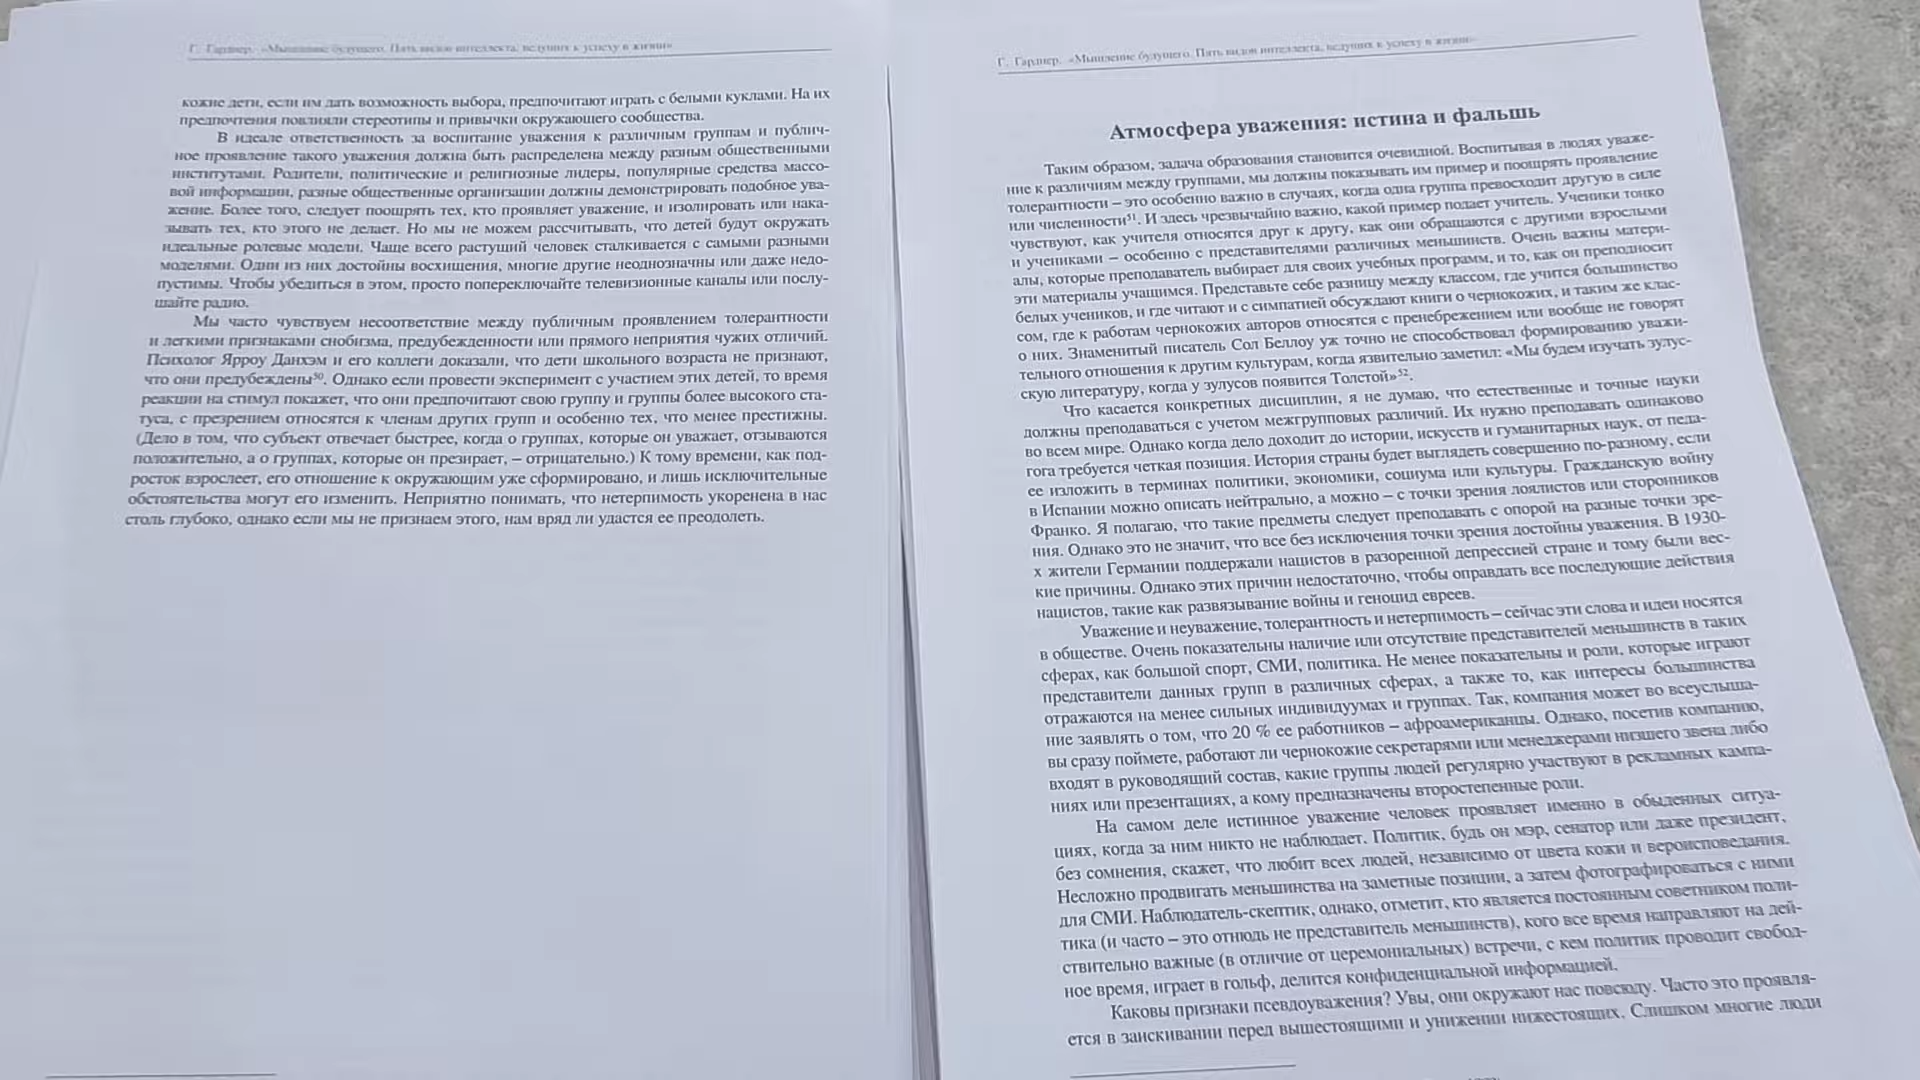 Г. Гарднер. «Мышление будущего. Пять видов интеллекта, ведущих к успеху в жизни»
кожие дети, если им дать возможность выбора, предпочитают играть с белыми куклами. На их
предпочтения повлияли стереотипы и привычки окружающего сообщества.
В идеале ответственность за воспитание уважения к различным группам и публич-
ное проявление такого уважения должна быть распределена между разным общественными
институтами. Родители, политические и религиозные лидеры, популярные средства массо-
вой информации, разные общественные организации должны демонстрировать подобное ува-
жение. Более того, следует поощрять тех, кто проявляет уважение, и изолировать или нака-
зывать тех, кто этого не делает. Но мы не можем рассчитывать, что детей будут окружать
идеальные ролевые модели. Чаще всего растущий человек сталкивается с самыми разными
моделями. Одни из них достойны восхищения, многие другие неоднозначны или даже недо-
пустимы. Чтобы убедиться в этом, просто попереключайте телевизионные каналы или послу-
шайте радио.
Мы часто чувствуем несоответствие между публичным проявлением толерантности
и легкими признаками снобизма, предубежденности или прямого неприятия чужих отличий.
Психолог Ярроу Данхэм и его коллеги доказали, что дети школьного возраста не признают,
что они предубеждены⁵⁰. Однако если провести эксперимент с участием этих детей, то время
реакции на стимул покажет, что они предпочитают свою группу и группы более высокого ста-
туса, с презрением относятся к членам других групп и особенно тех, что менее престижны.
(Дело в том, что субъект отвечает быстрее, когда о группах, которые он уважает, отзываются
положительно, а о группах, которые он презирает, – отрицательно.) К тому времени, как под-
росток взрослеет, его отношение к окружающим уже сформировано, и лишь исключительные
обстоятельства могут его изменить. Неприятно понимать, что нетерпимость укоренена в нас
столь глубоко, однако если мы не признаем этого, нам вряд ли удастся ее преодолеть.
Г. Гарднер. «Мышление будущего. Пять видов интеллекта, ведущих к успеху в жизни»
Атмосфера уважения: истина и фальшь
Таким образом, задача образования становится очевидной. Воспитывая в людях уваже-
ние к различиям между группами, мы должны показывать им пример и поощрять проявление
толерантности – это особенно важно в случаях, когда одна группа превосходит другую в силе
или численности⁵¹. И здесь чрезвычайно важно, какой пример подает учитель. Ученики тонко
чувствуют, как учителя относятся друг к другу, как они обращаются с другими взрослыми
и учениками – особенно с представителями различных меньшинств. Очень важны матери-
алы, которые преподаватель выбирает для своих учебных программ, и то, как он преподносит
эти материалы учащимся. Представьте себе разницу между классом, где учится большинство
белых учеников, и где читают и с симпатией обсуждают книги о чернокожих, и таким же клас-
сом, где к работам чернокожих авторов относятся с пренебрежением или вообще не говорят
о них. Знаменитый писатель Сол Беллоу уж точно не способствовал формированию уважи-
тельного отношения к другим культурам, когда язвительно заметил: «Мы будем изучать зулус-
скую литературу, когда у зулусов появится Толстой»⁵².
Что касается конкретных дисциплин, я не думаю, что естественные и точные науки
должны преподаваться с учетом межгрупповых различий. Их нужно преподавать одинаково
во всем мире. Однако когда дело доходит до истории, искусств и гуманитарных наук, от педа-
гога требуется четкая позиция. История страны будет выглядеть совершенно по-разному, если
ее изложить в терминах политики, экономики, социума или культуры. Гражданскую войну
в Испании можно описать нейтрально, а можно – с точки зрения лоялистов или сторонников
Франко. Я полагаю, что такие предметы следует преподавать с опорой на разные точки зре-
ния. Однако это не значит, что все без исключения точки зрения достойны уважения. В 1930-
х жители Германии поддержали нацистов в разоренной депрессией стране и тому были вес-
кие причины. Однако этих причин недостаточно, чтобы оправдать все последующие действия
нацистов, такие как развязывание войны и геноцид евреев.
Уважение и неуважение, толерантность и нетерпимость – сейчас эти слова и идеи носятся
в обществе. Очень показательны наличие или отсутствие представителей меньшинств в таких
сферах, как большой спорт, СМИ, политика. Не менее показательны и роли, которые играют
представители данных групп в различных сферах, а также то, как интересы большинства
отражаются на менее сильных индивидуумах и группах. Так, компания может во всеуслыша-
ние заявлять о том, что 20 % ее работников – афроамериканцы. Однако, посетив компанию,
вы сразу поймете, работают ли чернокожие секретарями или менеджерами низшего звена либо
входят в руководящий состав, какие группы людей регулярно участвуют в рекламных кампа-
ниях или презентациях, а кому предназначены второстепенные роли.
На самом деле истинное уважение человек проявляет именно в обыденных ситуа-
циях, когда за ним никто не наблюдает. Политик, будь он мэр, сенатор или даже президент,
без сомнения, скажет, что любит всех людей, независимо от цвета кожи и вероисповедания.
Несложно продвигать меньшинства на заметные позиции, а затем фотографироваться с ними
для СМИ. Наблюдатель-скептик, однако, отметит, кто является постоянным советником поли-
тика (и часто – это отнюдь не представитель меньшинств), кого все время направляют на дей-
ствительно важные (в отличие от церемониальных) встречи, с кем политик проводит свобод-
ное время, играет в гольф, делится конфиденциальной информацией.
Каковы признаки псевдоуважения? Увы, они окружают нас повсюду. Часто это проявля-
ется в заискивании перед вышестоящими и унижении нижестоящих. Слишком многие люди